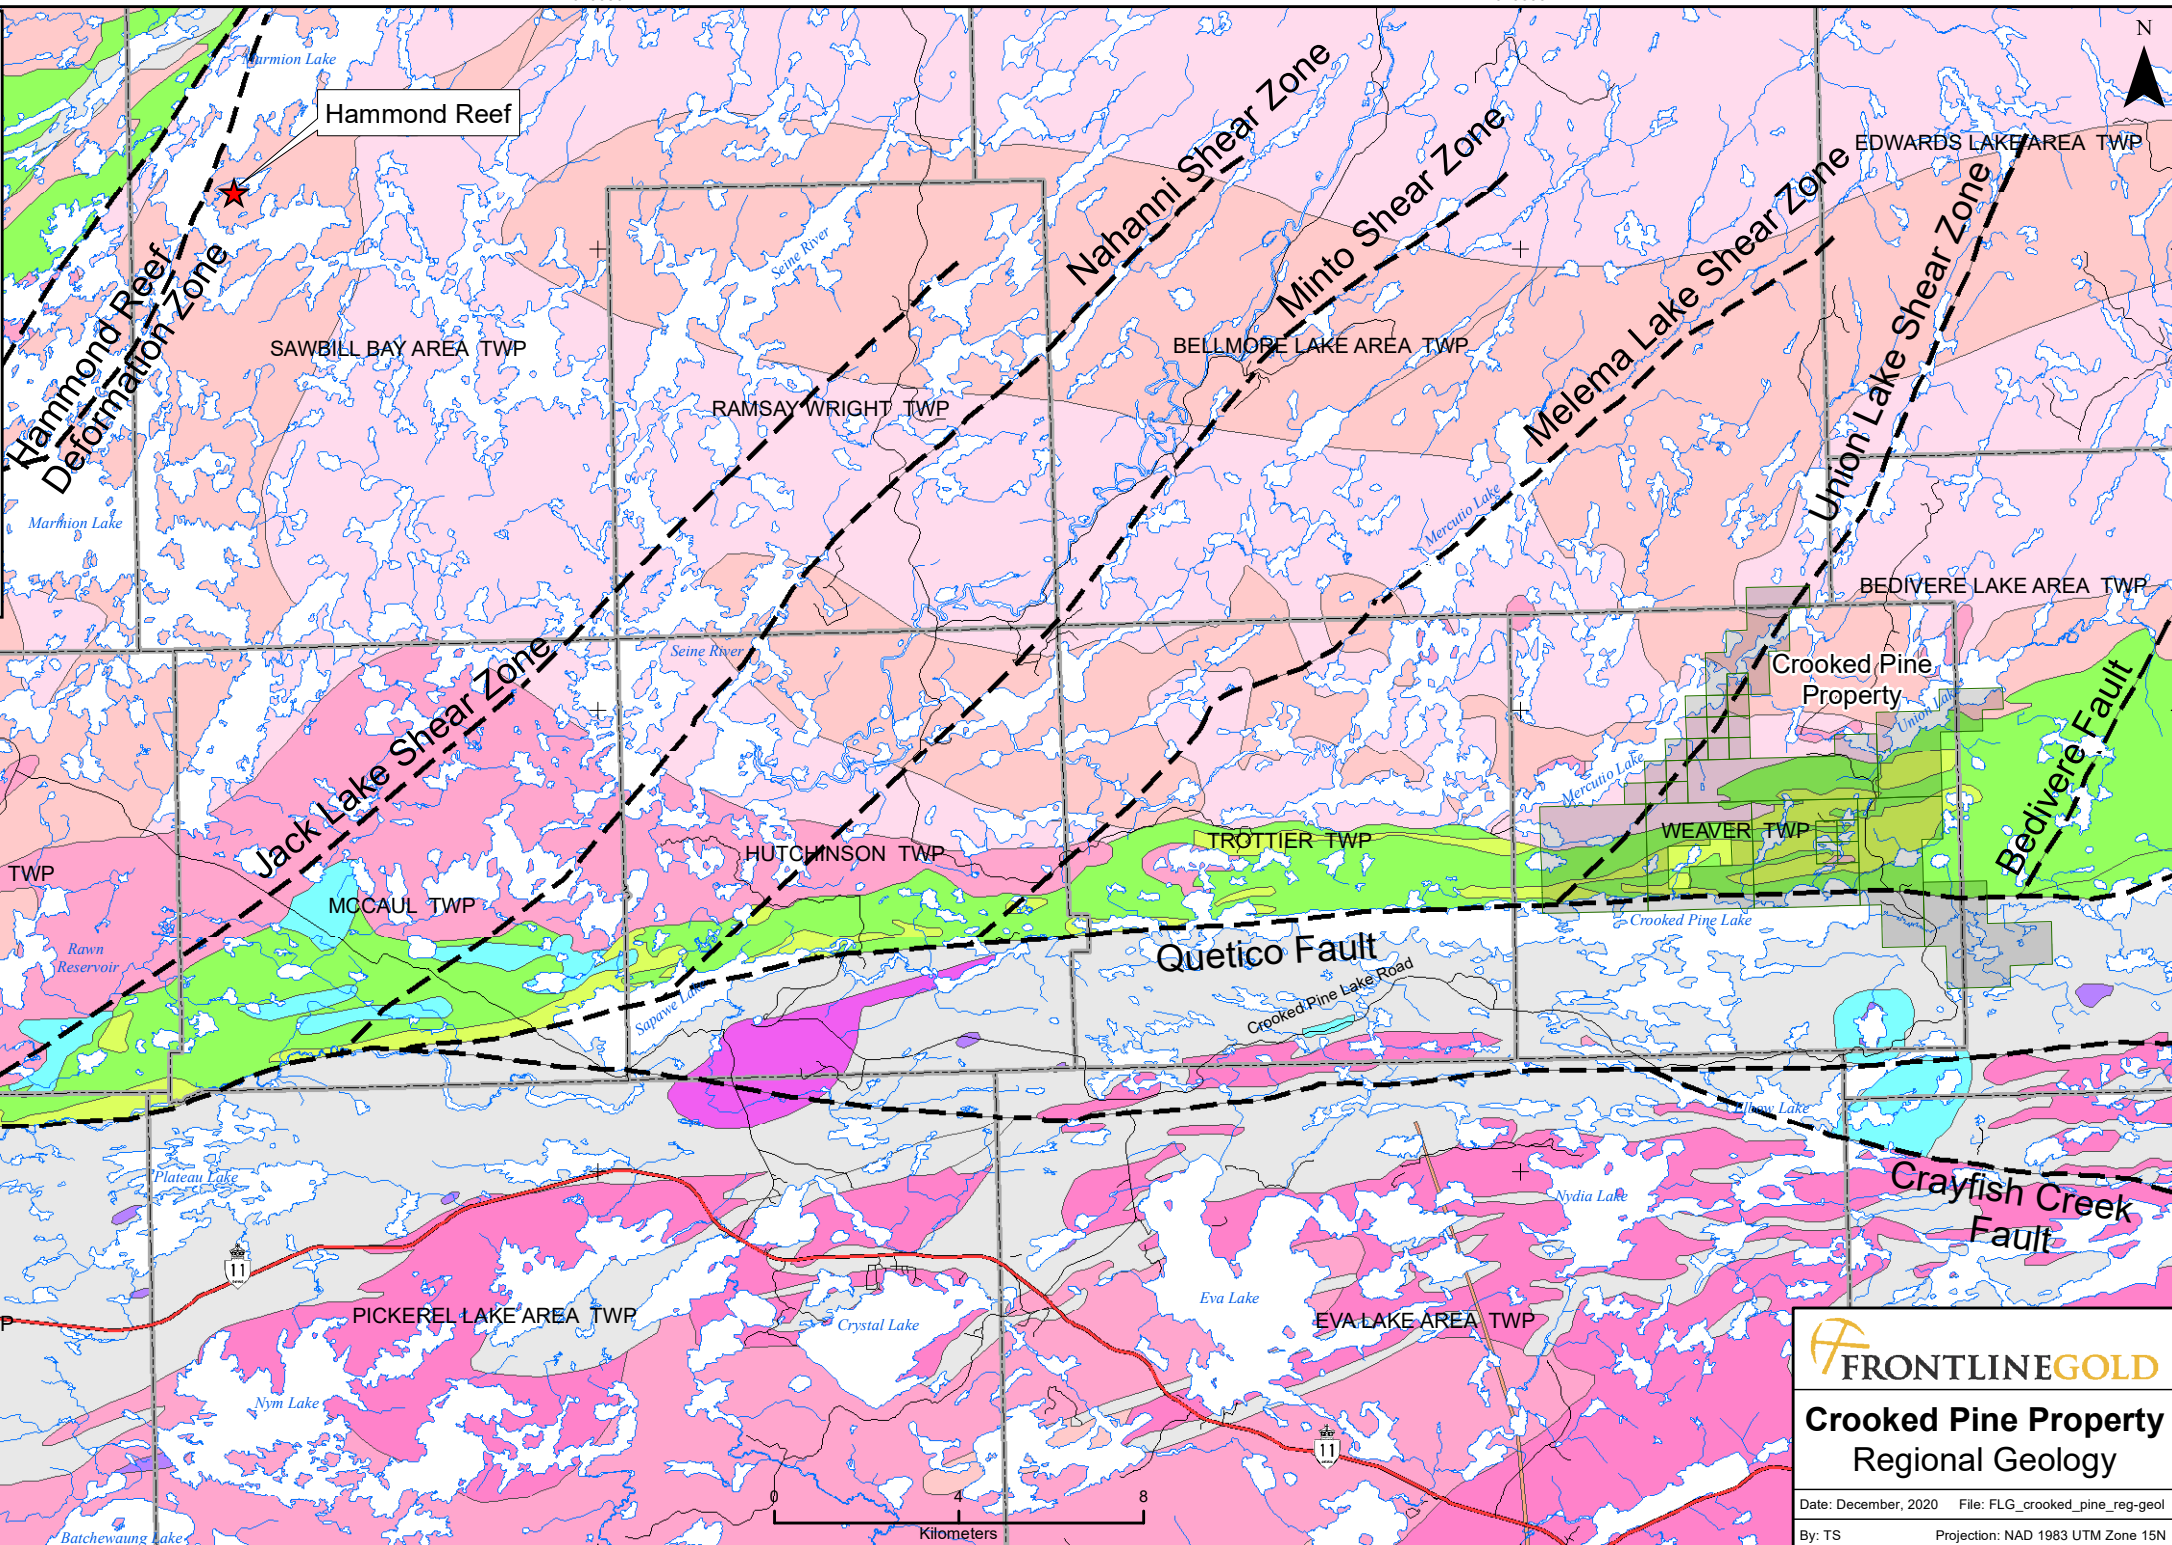 N
Marmion Lake
Hammond Reef
Nahanni Shear Zone
Minto Shear Zone
EDWARDS LAKE AREA TWP
Melema Lake Shear Zone
Union Lake Shear Zone
Seine River
Hammond Reef
Deformation Zone
SAWBILL BAY AREA TWP
BELLMORE LAKE AREA TWP
RAMSAY WRIGHT TWP
Marmion Lake
Mercutio Lake
BEDIVERE LAKE AREA TWP
Seine River
Jack Lake Shear Zone
Crooked Pine
Property
Union Lake
Bedivere Fault
Mercutio Lake
WEAVER TWP
TROTTIER TWP
HUTCHINSON TWP
TWP
MCCAUL TWP
Crooked Pine Lake
Rawn
Reservoir
Quetico Fault
Crooked Pine Lake Road
Sapawe Lake
Elbow Lake
Plateau Lake
Nydia Lake
Crayfish Creek
Fault
11
Eva Lake
PICKEREL LAKE AREA TWP
P
Crystal Lake
EVA LAKE AREA TWP
Nym Lake
11
Batchewaung Lake
0 4 8
Kilometers
FRONTLINEGOLD
Crooked Pine Property
Regional Geology
Date: December, 2020 File: FLG_crooked_pine_reg-geol
By: TS Projection: NAD 1983 UTM Zone 15N